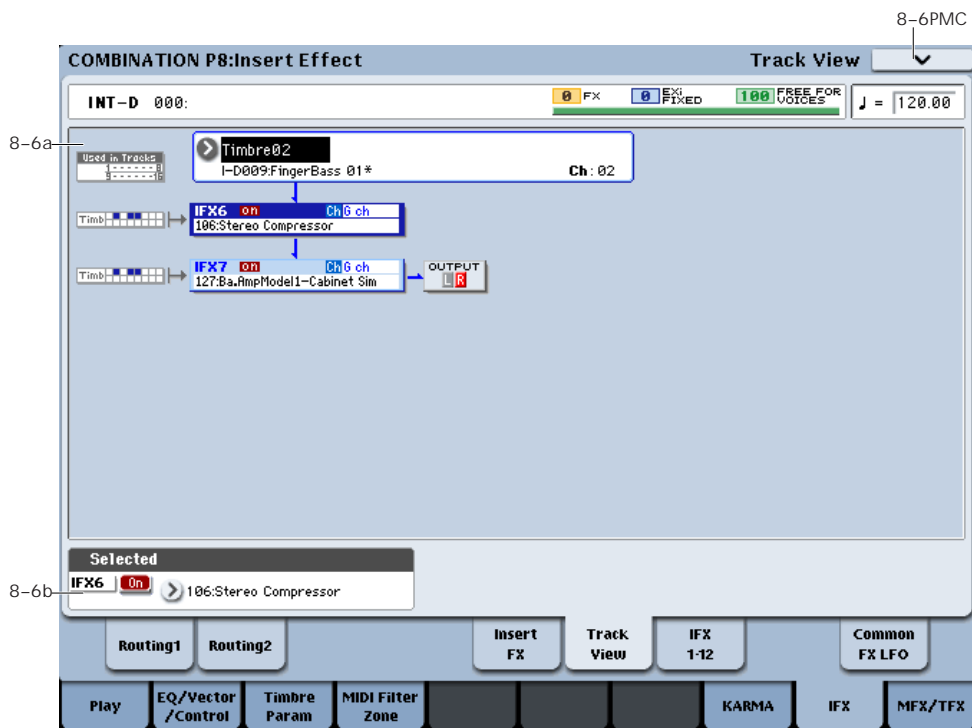 8–6PMC
COMBINATION P8:Insert Effect
Track View
INT–D 000:
0 FX
0 EXi FIXED
100 FREE FOR VOICES
♩ = 120.00
8–6a
Used in Tracks
1------8
9------16
Timbre02
I–D009:FingerBass 01*
Ch:02
Timb
IFX6 on Ch G ch
106:Stereo Compressor
Timb
IFX7 on Ch G ch
127:Ba.AmpModel1–Cabinet Sim
OUTPUT
L R
Selected
8–6b
IFX6 On 106:Stereo Compressor
Routing1
Routing2
Insert FX
Track View
IFX 1-12
Common FX LFO
Play
EQ/Vector /Control
Timbre Param
MIDI Filter Zone
KARMA
IFX
MFX/TFX